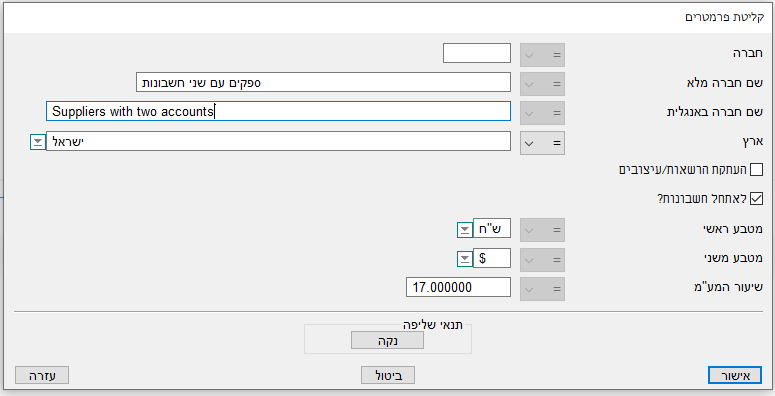 קליטת פרמטרים
חברה =
שם חברה מלא = ספקים עם שני חשבונות
שם חברה באנגלית = Suppliers with two accounts
ארץ = ישראל
העתקת הרשאות/עיצובים
לאתחל חשבונות?
מטבע ראשי = ש"ח
מטבע משני = $
שיעור המע"מ = 17.000000
תנאי שליפה
נקה
אישור ביטול עזרה